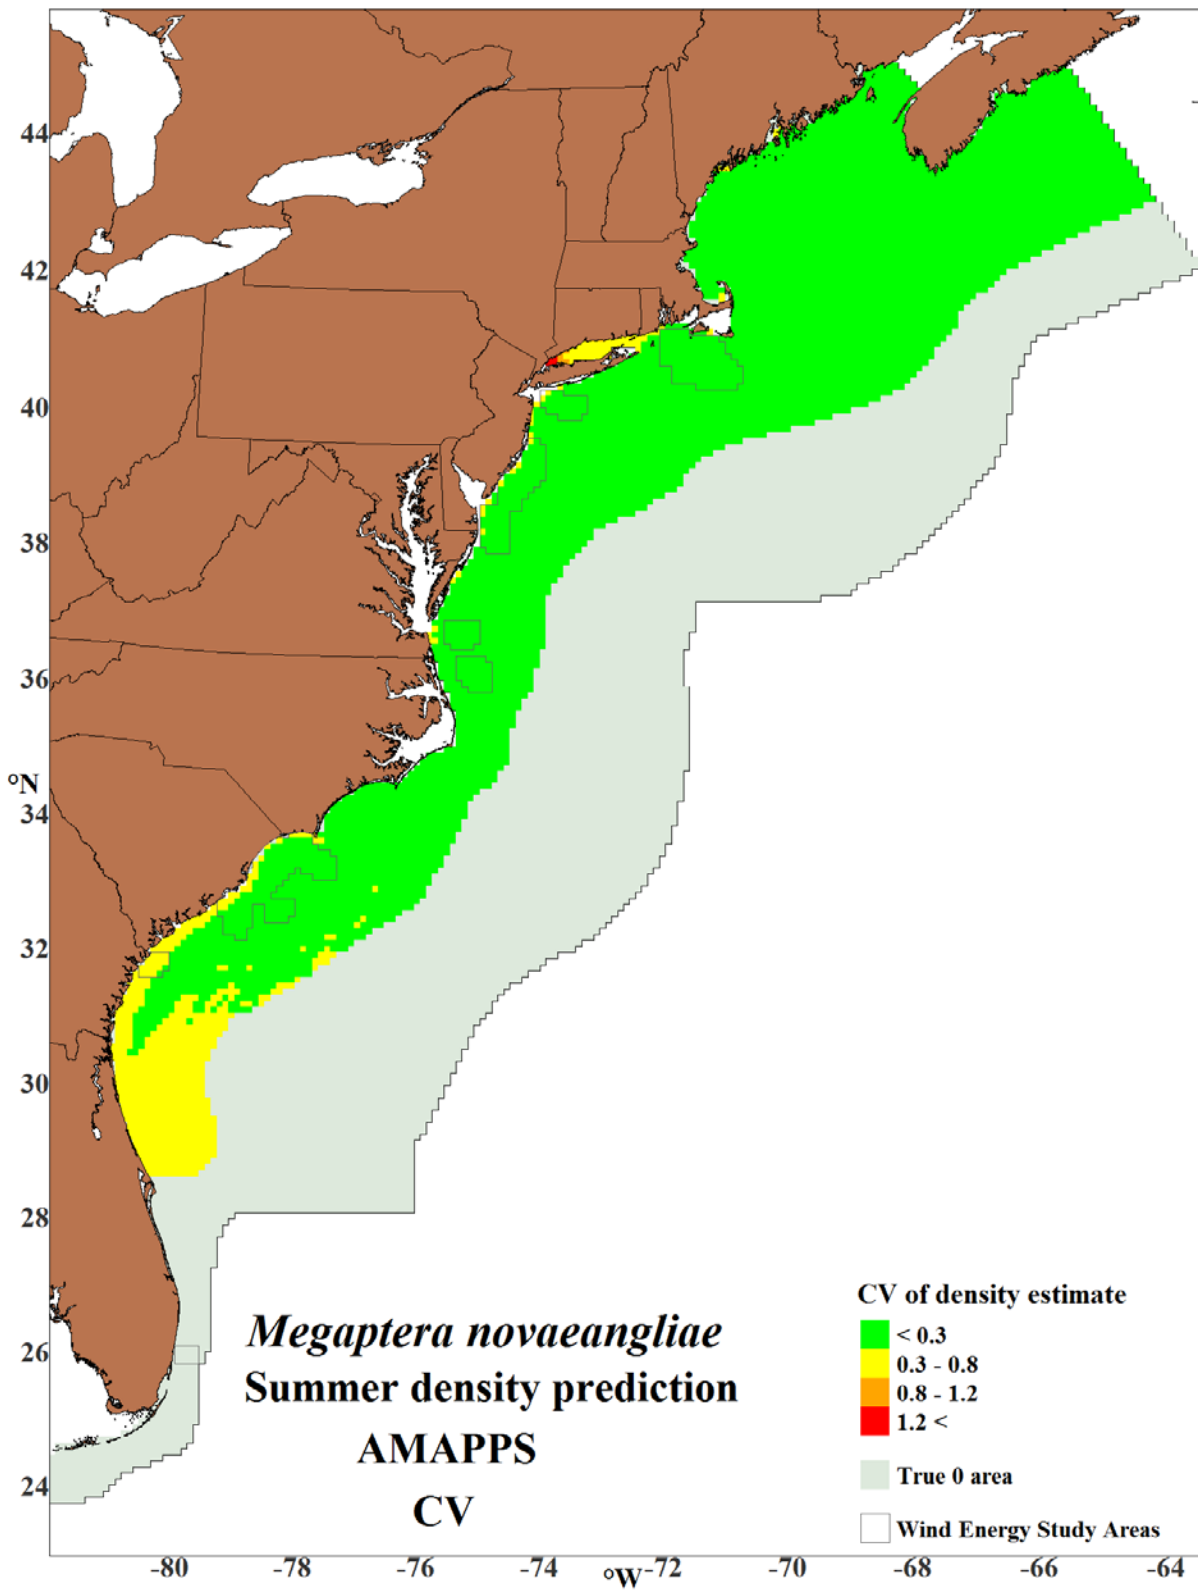 44
42
40
38
36
°N
34
32
30
28
26
24
Megaptera novaeangliae
Summer density prediction
AMAPPS
CV
CV of density estimate
< 0.3
0.3 - 0.8
0.8 - 1.2
1.2 <
True 0 area
Wind Energy Study Areas
-80 -78 -76 -74 °W -72 -70 -68 -66 -64